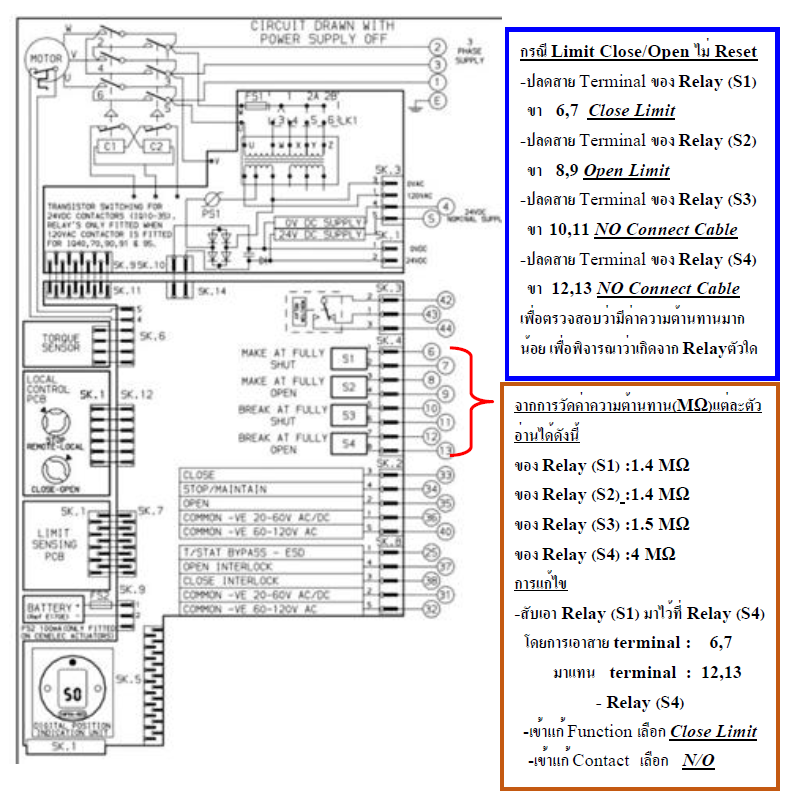 CIRCUIT DRAWN WITH
POWER SUPPLY OFF
W
V
U
MOTOR
2
4
6
S
2
3
1
E
3
PHASE
SUPPLY
FS1
1 2A 2B
3 4 5 6 LK1
U W X Y Z
C1
C2
V
PS1
TRANSISTOR SWITCHING FOR
24VDC CONTACTORS (IQ10-35).
RELAY'S ONLY FITTED WHEN
120VAC CONTACTOR IS FITTED
FOR IQ40,70,90,91 & 95.
SK.3
0VAC
120VAC
4
5
24VDC
NOMINAL SUPPLY
0V DC SUPPLY
24V DC SUPPLY
SK.1
1
2
0VDC
24VDC
SK.9
SK.10
SK.11
SK.14
5
4
SK.6
TORQUE
SENSOR
SK.3
2
1
3
42
43
44
SK.4
MAKE AT FULLY
SHUT
S1
6
7
MAKE AT FULLY
OPEN
S2
8
9
BREAK AT FULLY
SHUT
S3
10
11
BREAK AT FULLY
OPEN
S4
12
13
LOCAL
CONTROL
PCB
SK.1
SK.12
STOP
REMOTE-LOCAL
CLOSE-OPEN
SK.2
CLOSE 3 33
STOP/MAINTAIN 4 34
OPEN 2 35
COMMON -VE 20-60V AC/DC 1 36
COMMON -VE 60-120V AC 5 40
SK.1
SK.7
LIMIT
SENSING
PCB
SK.8
T/STAT BYPASS - ESD 1 25
OPEN INTERLOCK 4 37
CLOSE INTERLOCK 3 38
COMMON -VE 20-60V AC/DC 2 31
COMMON -VE 60-120V AC 5 32
SK.9
FS2
BATTERY +
(Ref E170E) -
1
2
FS2 100mA(ONLY FITTED
ON CENELEC ACTUATORS)
SK.5
50
DIGITAL POSITION
INDICATION UNIT
SK.1
กรณี Limit Close/Open ไม่ Reset
-ปลดสาย Terminal ของ Relay (S1)
ขา 6,7 Close Limit
-ปลดสาย Terminal ของ Relay (S2)
ขา 8,9 Open Limit
-ปลดสาย Terminal ของ Relay (S3)
ขา 10,11 NO Connect Cable
-ปลดสาย Terminal ของ Relay (S4)
ขา 12,13 NO Connect Cable
เพื่อตรวจสอบว่ามีค่าความต้านทานมาก
น้อย เพื่อพิจารณาว่าเกิดจาก Relayตัวใด
จากการวัดค่าความต้านทาน(MΩ)แต่ละตัว
อ่านได้ดังนี้
ของ Relay (S1) :1.4 MΩ
ของ Relay (S2) :1.4 MΩ
ของ Relay (S3) :1.5 MΩ
ของ Relay (S4) :4 MΩ
การแก้ไข
-สับเอา Relay (S1) มาไว้ที่ Relay (S4)
โดยการเอาสาย terminal : 6,7
มาแทน terminal : 12,13
- Relay (S4)
-เข้าแก้ Function เลือก Close Limit
-เข้าแก้ Contact เลือก N/O